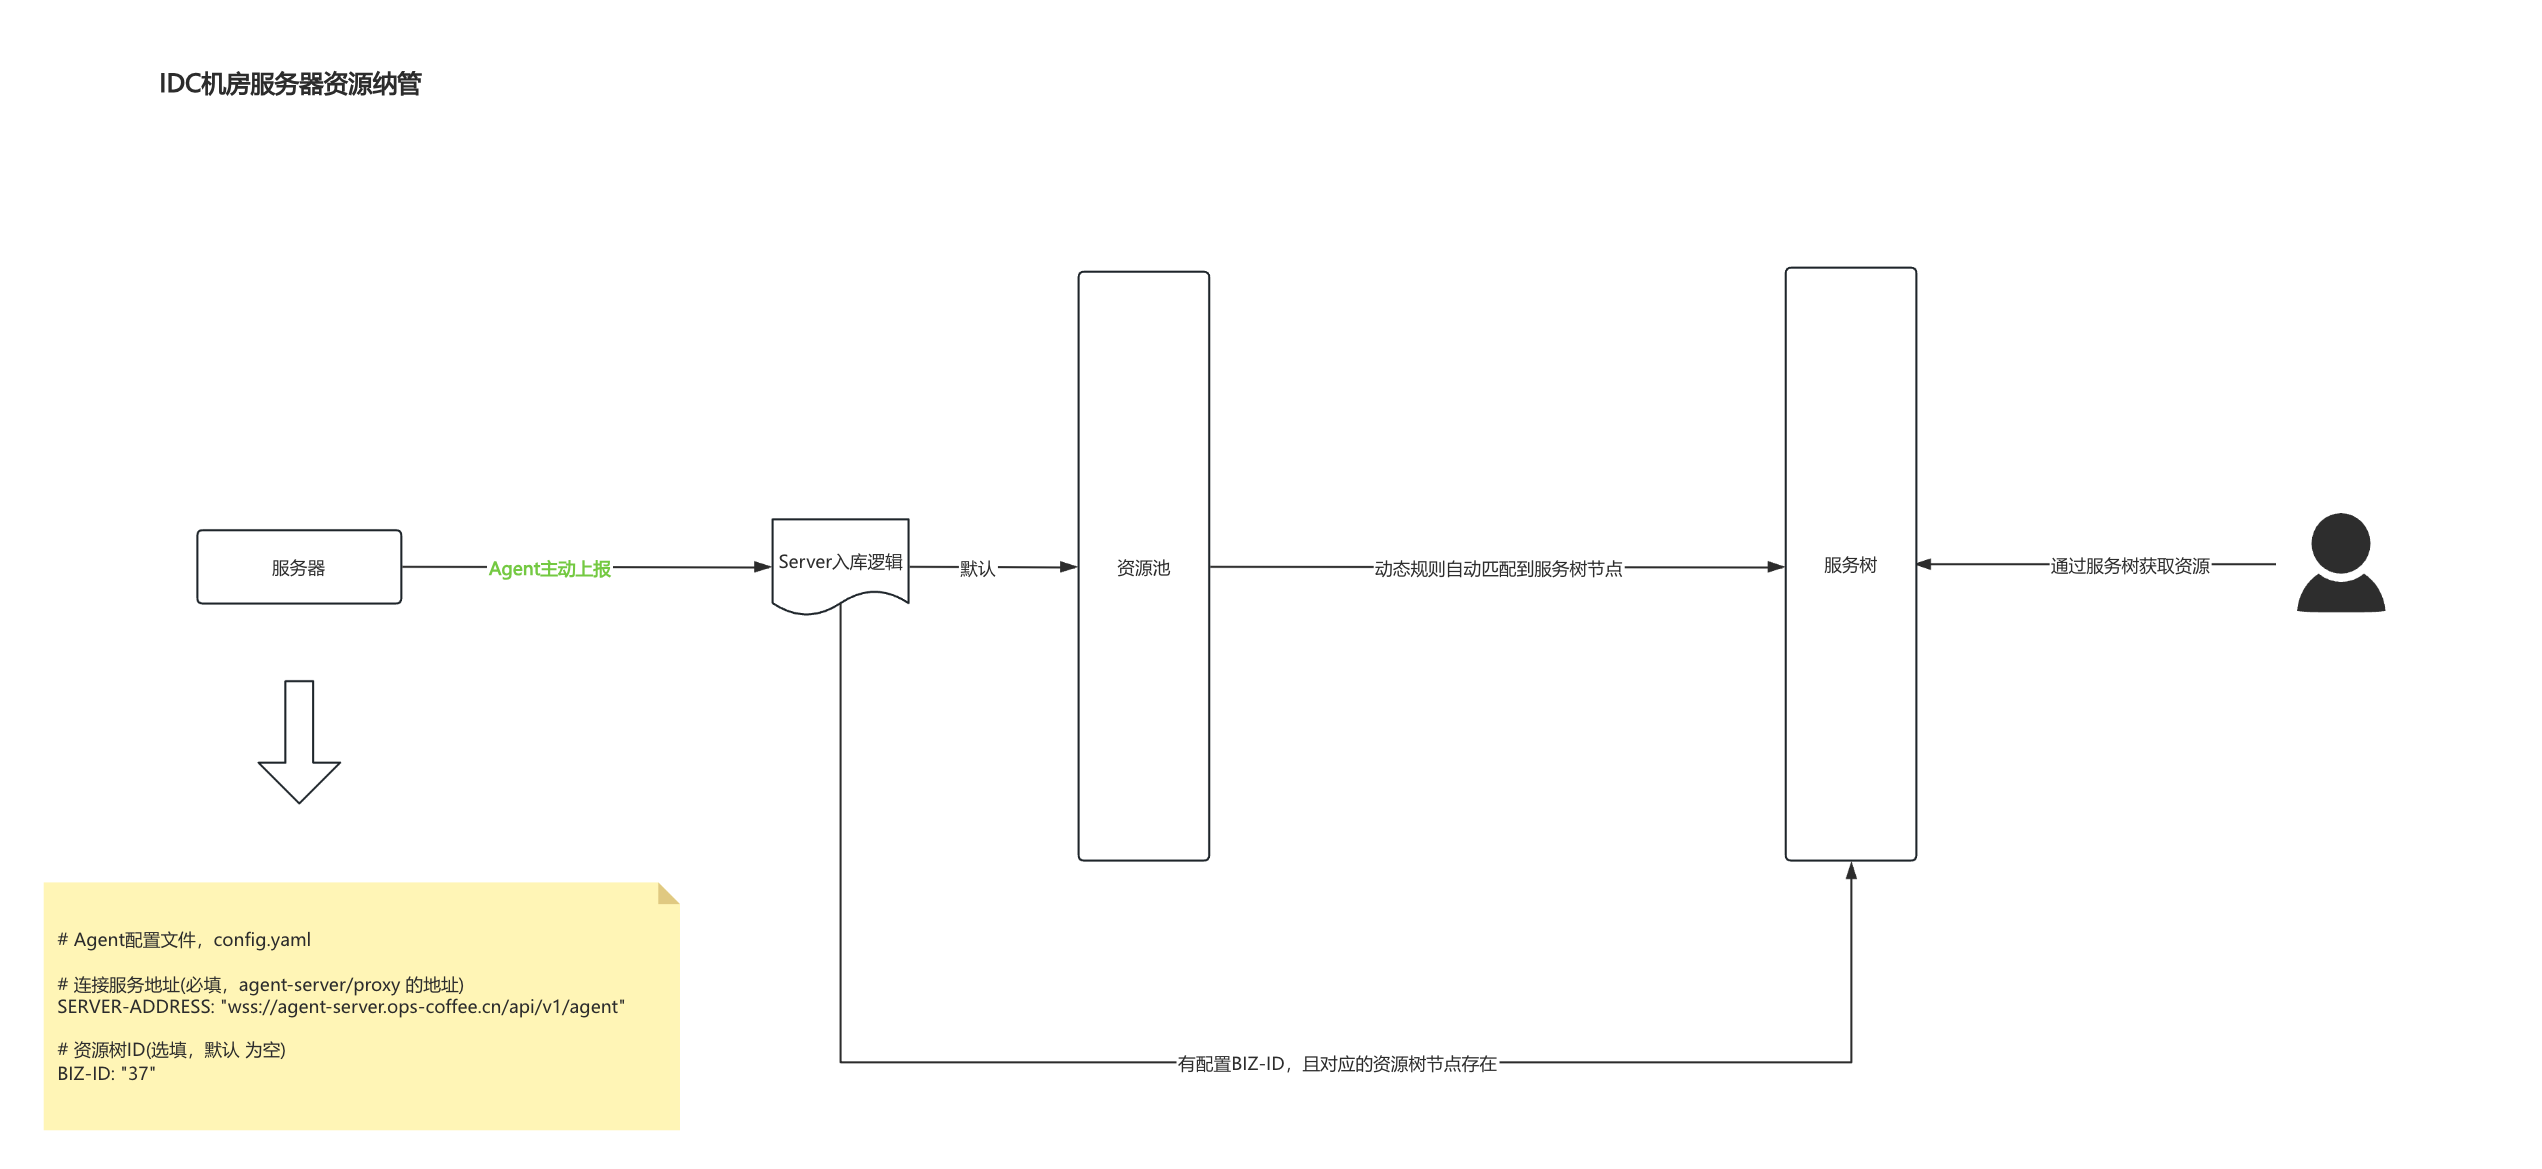 IDC机房服务器资源纳管
服务器
Agent主动上报
Server入库逻辑
默认
资源池
动态规则自动匹配到服务树节点
服务树
通过服务树获取资源
# Agent配置文件，config.yaml
# 连接服务地址(必填，agent-server/proxy 的地址)
SERVER-ADDRESS: "wss://agent-server.ops-coffee.cn/api/v1/agent"
# 资源树ID(选填，默认 为空)
BIZ-ID: "37"
有配置BIZ-ID，且对应的资源树节点存在